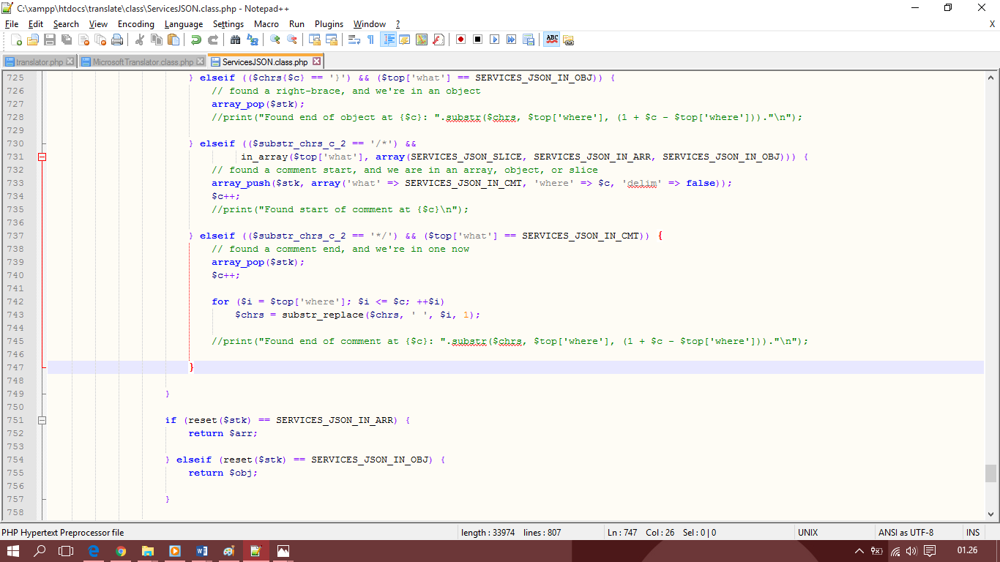 C:\xampp\htdocs\translate\class\ServicesJSON.class.php - Notepad++
File Edit Search View Encoding Language Settings Macro Run Plugins Window ? X
translator.php MicrosoftTranslator.class.php ServicesJSON.class.php
725 } elseif (($chrs{$c} == '}') && ($top['what'] == SERVICES_JSON_IN_OBJ)) {
726 // found a right-brace, and we're in an object
727 array_pop($stk);
728 //print("Found end of object at {$c}: ".substr($chrs, $top['where'], (1 + $c - $top['where']))."\n");
729
730 } elseif (($substr_chrs_c_2 == '/*') &&
731 in_array($top['what'], array(SERVICES_JSON_SLICE, SERVICES_JSON_IN_ARR, SERVICES_JSON_IN_OBJ))) {
732 // found a comment start, and we are in an array, object, or slice
733 array_push($stk, array('what' => SERVICES_JSON_IN_CMT, 'where' => $c, 'delim' => false));
734 $c++;
735 //print("Found start of comment at {$c}\n");
736
737 } elseif (($substr_chrs_c_2 == '*/') && ($top['what'] == SERVICES_JSON_IN_CMT)) {
738 // found a comment end, and we're in one now
739 array_pop($stk);
740 $c++;
741
742 for ($i = $top['where']; $i <= $c; ++$i)
743 $chrs = substr_replace($chrs, ' ', $i, 1);
744
745 //print("Found end of comment at {$c}: ".substr($chrs, $top['where'], (1 + $c - $top['where']))."\n");
746
747 }
748
749 }
750
751 if (reset($stk) == SERVICES_JSON_IN_ARR) {
752 return $arr;
753
754 } elseif (reset($stk) == SERVICES_JSON_IN_OBJ) {
755 return $obj;
756
757 }
758
PHP Hypertext Preprocessor file length : 33974 lines : 807 Ln : 747 Col : 26 Sel : 0 | 0 UNIX ANSI as UTF-8 INS
01.26